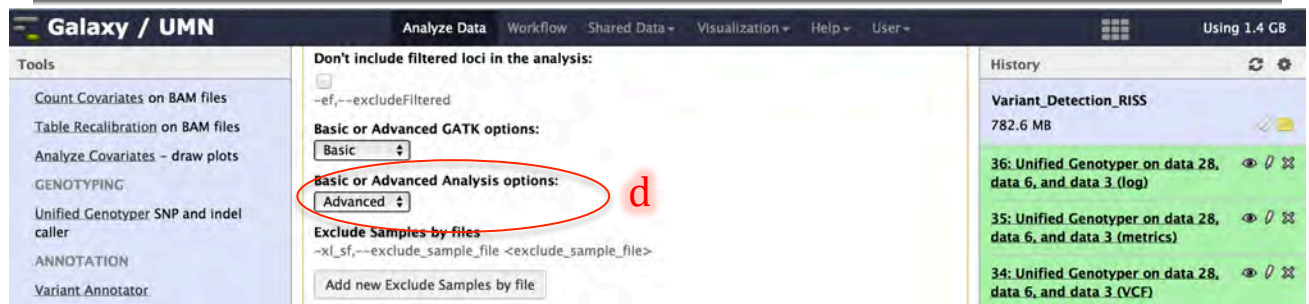 Galaxy / UMN
Analyze Data Workflow Shared Data Visualization Help User
Using 1.4 GB
Tools
Count Covariates on BAM files
Table Recalibration on BAM files
Analyze Covariates - draw plots
GENOTYPING
Unified Genotyper SNP and indel
caller
ANNOTATION
Variant Annotator
Don't include filtered loci in the analysis:
-ef,--excludeFiltered
Basic or Advanced GATK options:
Basic
Basic or Advanced Analysis options:
Advanced
d
Exclude Samples by files
-xl_sf,--exclude_sample_file <exclude_sample_file>
Add new Exclude Samples by file
History
Variant_Detection_RISS
782.6 MB
36: Unified Genotyper on data 28,
data 6, and data 3 (log)
35: Unified Genotyper on data 28,
data 6, and data 3 (metrics)
34: Unified Genotyper on data 28,
data 6, and data 3 (VCF)